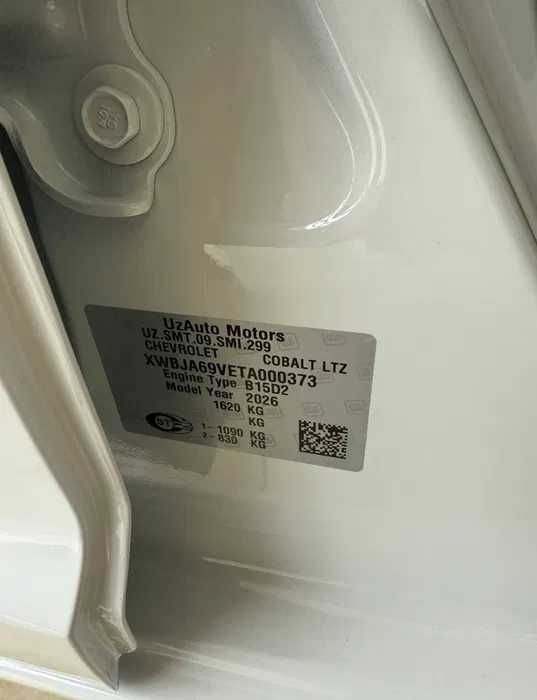 UzAuto Motors
UZ.SMT.09.SMI.299
CHEVROLET COBALT LTZ
XWBJA69VETA000373
Engine Type B15D2
Model Year 2026
1620 KG
KG
1- 1090 KG
2- 830 KG
ST